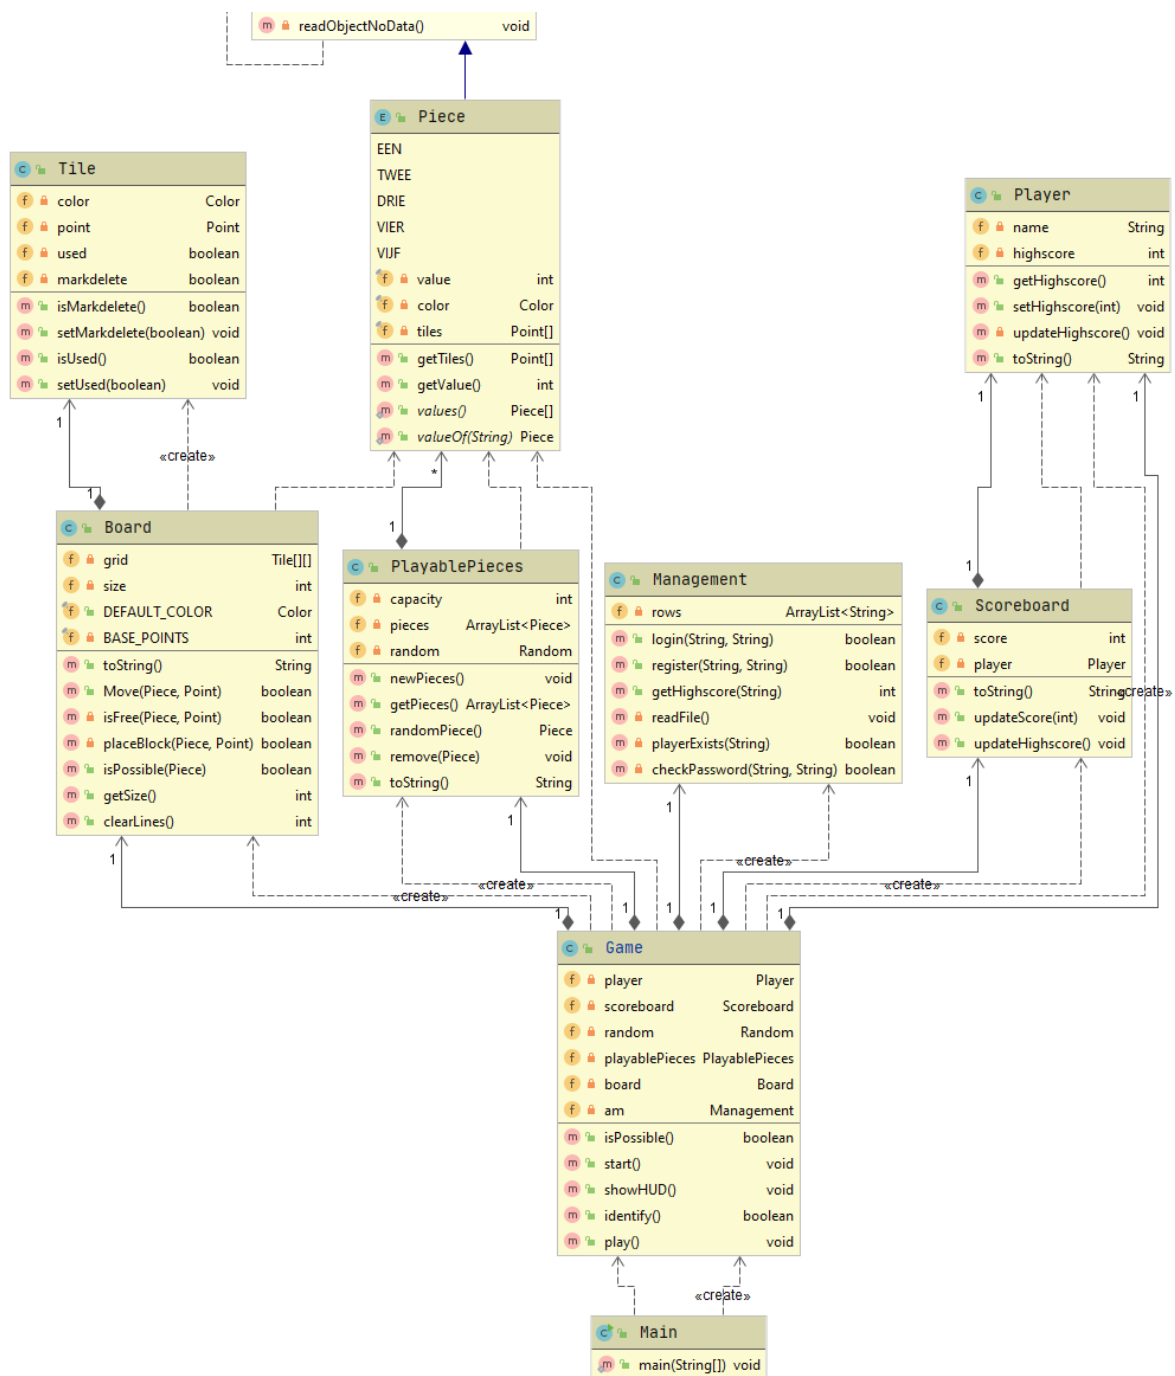 readObjectNoData() void
Piece
EEN
TWEE
DRIE
VIER
VIJF
value int
color Color
tiles Point[]
getTiles() Point[]
getValue() int
values() Piece[]
valueOf(String) Piece
Tile
color Color
point Point
used boolean
markdelete boolean
isMarkdelete() boolean
setMarkdelete(boolean) void
isUsed() boolean
setUsed(boolean) void
Player
name String
highscore int
getHighscore() int
setHighscore(int) void
updateHighscore() void
toString() String
1
«create»
1
*
1
1
1
1
Board
grid Tile[][]
size int
DEFAULT_COLOR Color
BASE_POINTS int
toString() String
Move(Piece, Point) boolean
isFree(Piece, Point) boolean
placeBlock(Piece, Point) boolean
isPossible(Piece) boolean
getSize() int
clearLines() int
PlayablePieces
capacity int
pieces ArrayList<Piece>
random Random
newPieces() void
getPieces() ArrayList<Piece>
randomPiece() Piece
remove(Piece) void
toString() String
Management
rows ArrayList<String>
login(String, String) boolean
register(String, String) boolean
getHighscore(String) int
readFile() void
playerExists(String) boolean
checkPassword(String, String) boolean
Scoreboard
score int
player Player
toString() String
«create»
updateScore(int) void
updateHighscore() void
1
1
1
1
«create»
«create»
«create»
«create»
1
1
1
1
1
Game
player Player
scoreboard Scoreboard
random Random
playablePieces PlayablePieces
board Board
am Management
isPossible() boolean
start() void
showHUD() void
identify() boolean
play() void
«create»
Main
main(String[]) void